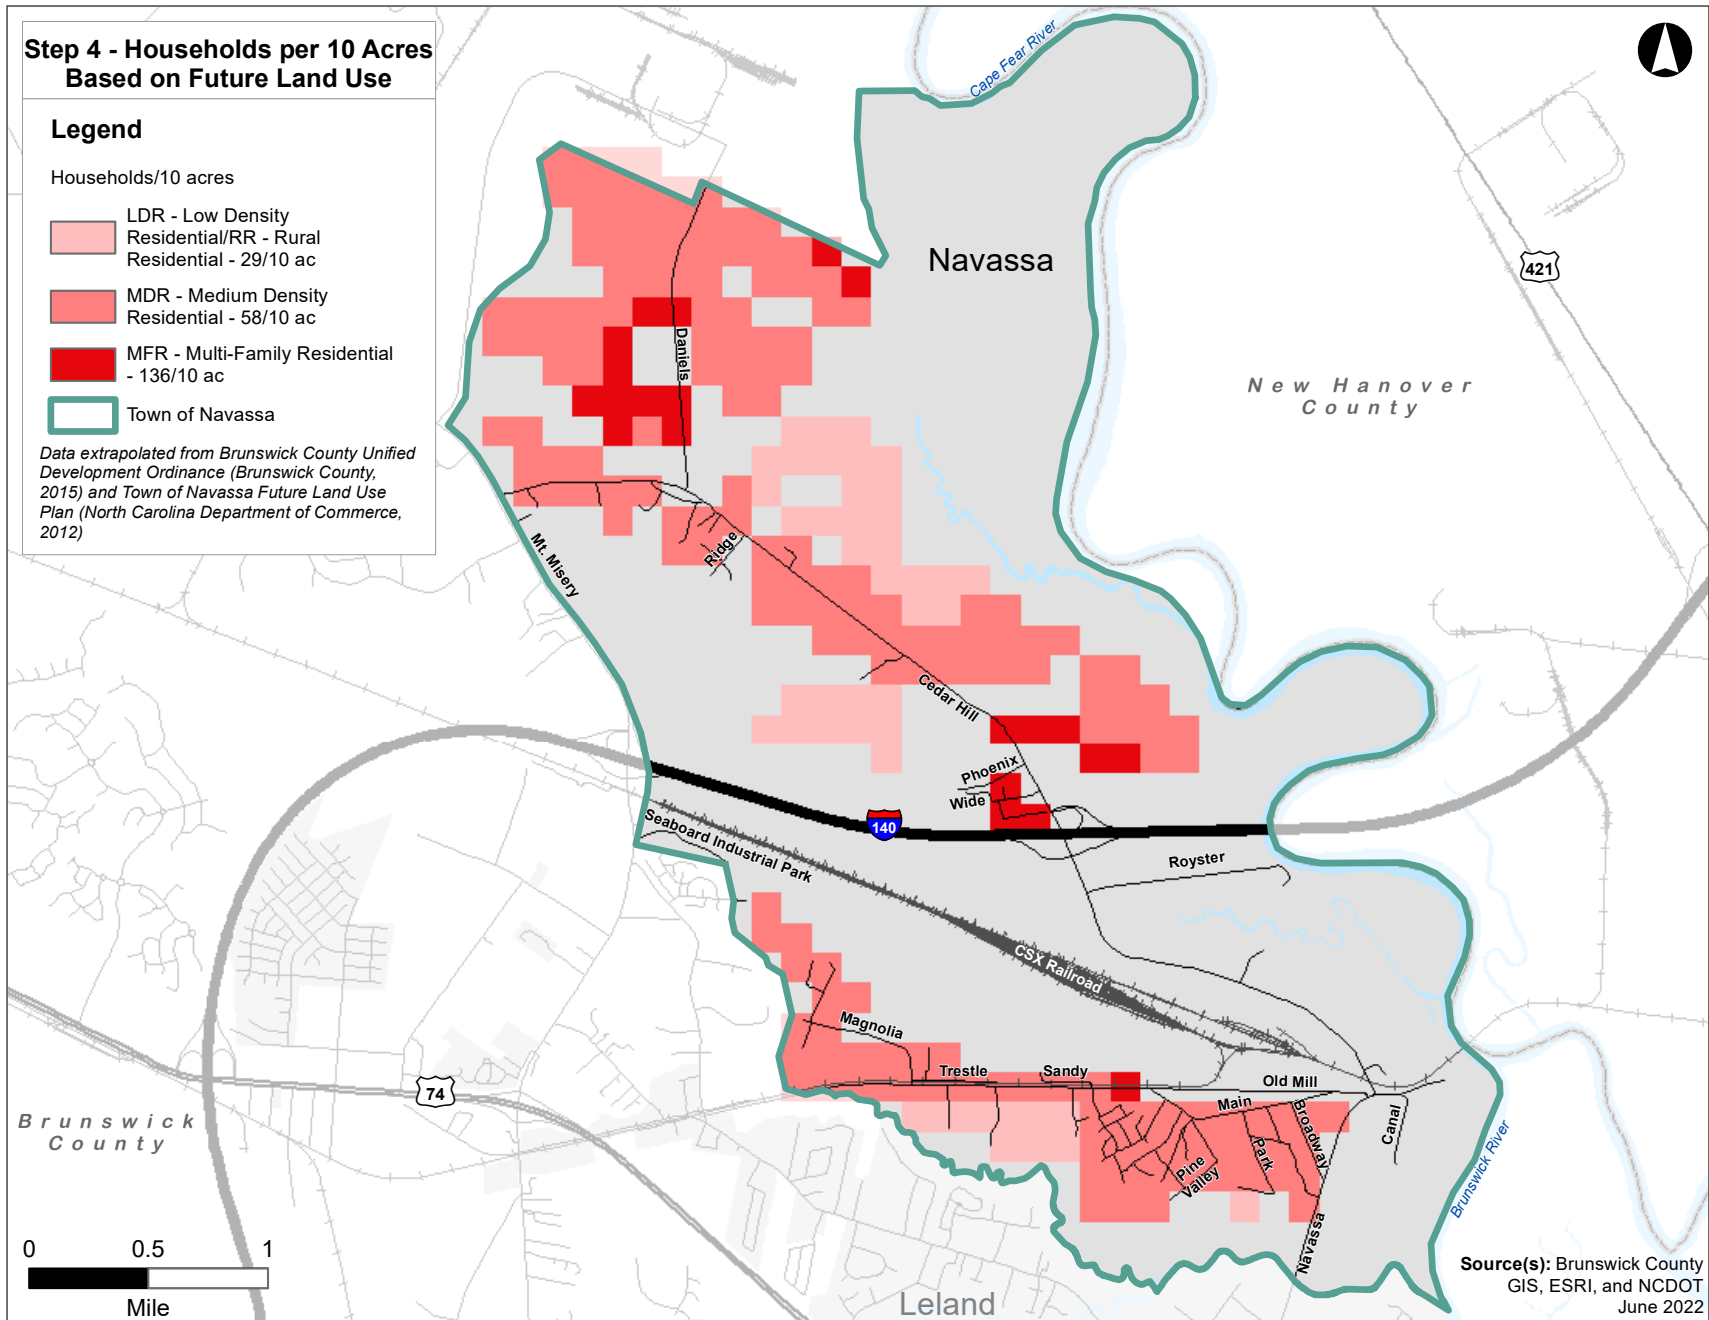 Step 4 - Households per 10 Acres
Based on Future Land Use
Legend
Households/10 acres
LDR - Low Density
Residential/RR - Rural
Residential - 29/10 ac
MDR - Medium Density
Residential - 58/10 ac
MFR - Multi-Family Residential
- 136/10 ac
Town of Navassa
Data extrapolated from Brunswick County Unified
Development Ordinance (Brunswick County,
2015) and Town of Navassa Future Land Use
Plan (North Carolina Department of Commerce,
2012)
Cape Fear River
Navassa
421
New Hanover
County
Daniels
Ridge
Mt. Misery
Cedar Hill
Phoenix
Wide
140
Seaboard Industrial Park
Royster
CSX Railroad
Magnolia
Trestle
Sandy
Old Mill
Main
Broadway
Canal
Park
Pine
Valley
Navassa
Brunswick River
74
Brunswick
County
Leland
0
0.5
1
Mile
Source(s): Brunswick County
GIS, ESRI, and NCDOT
June 2022